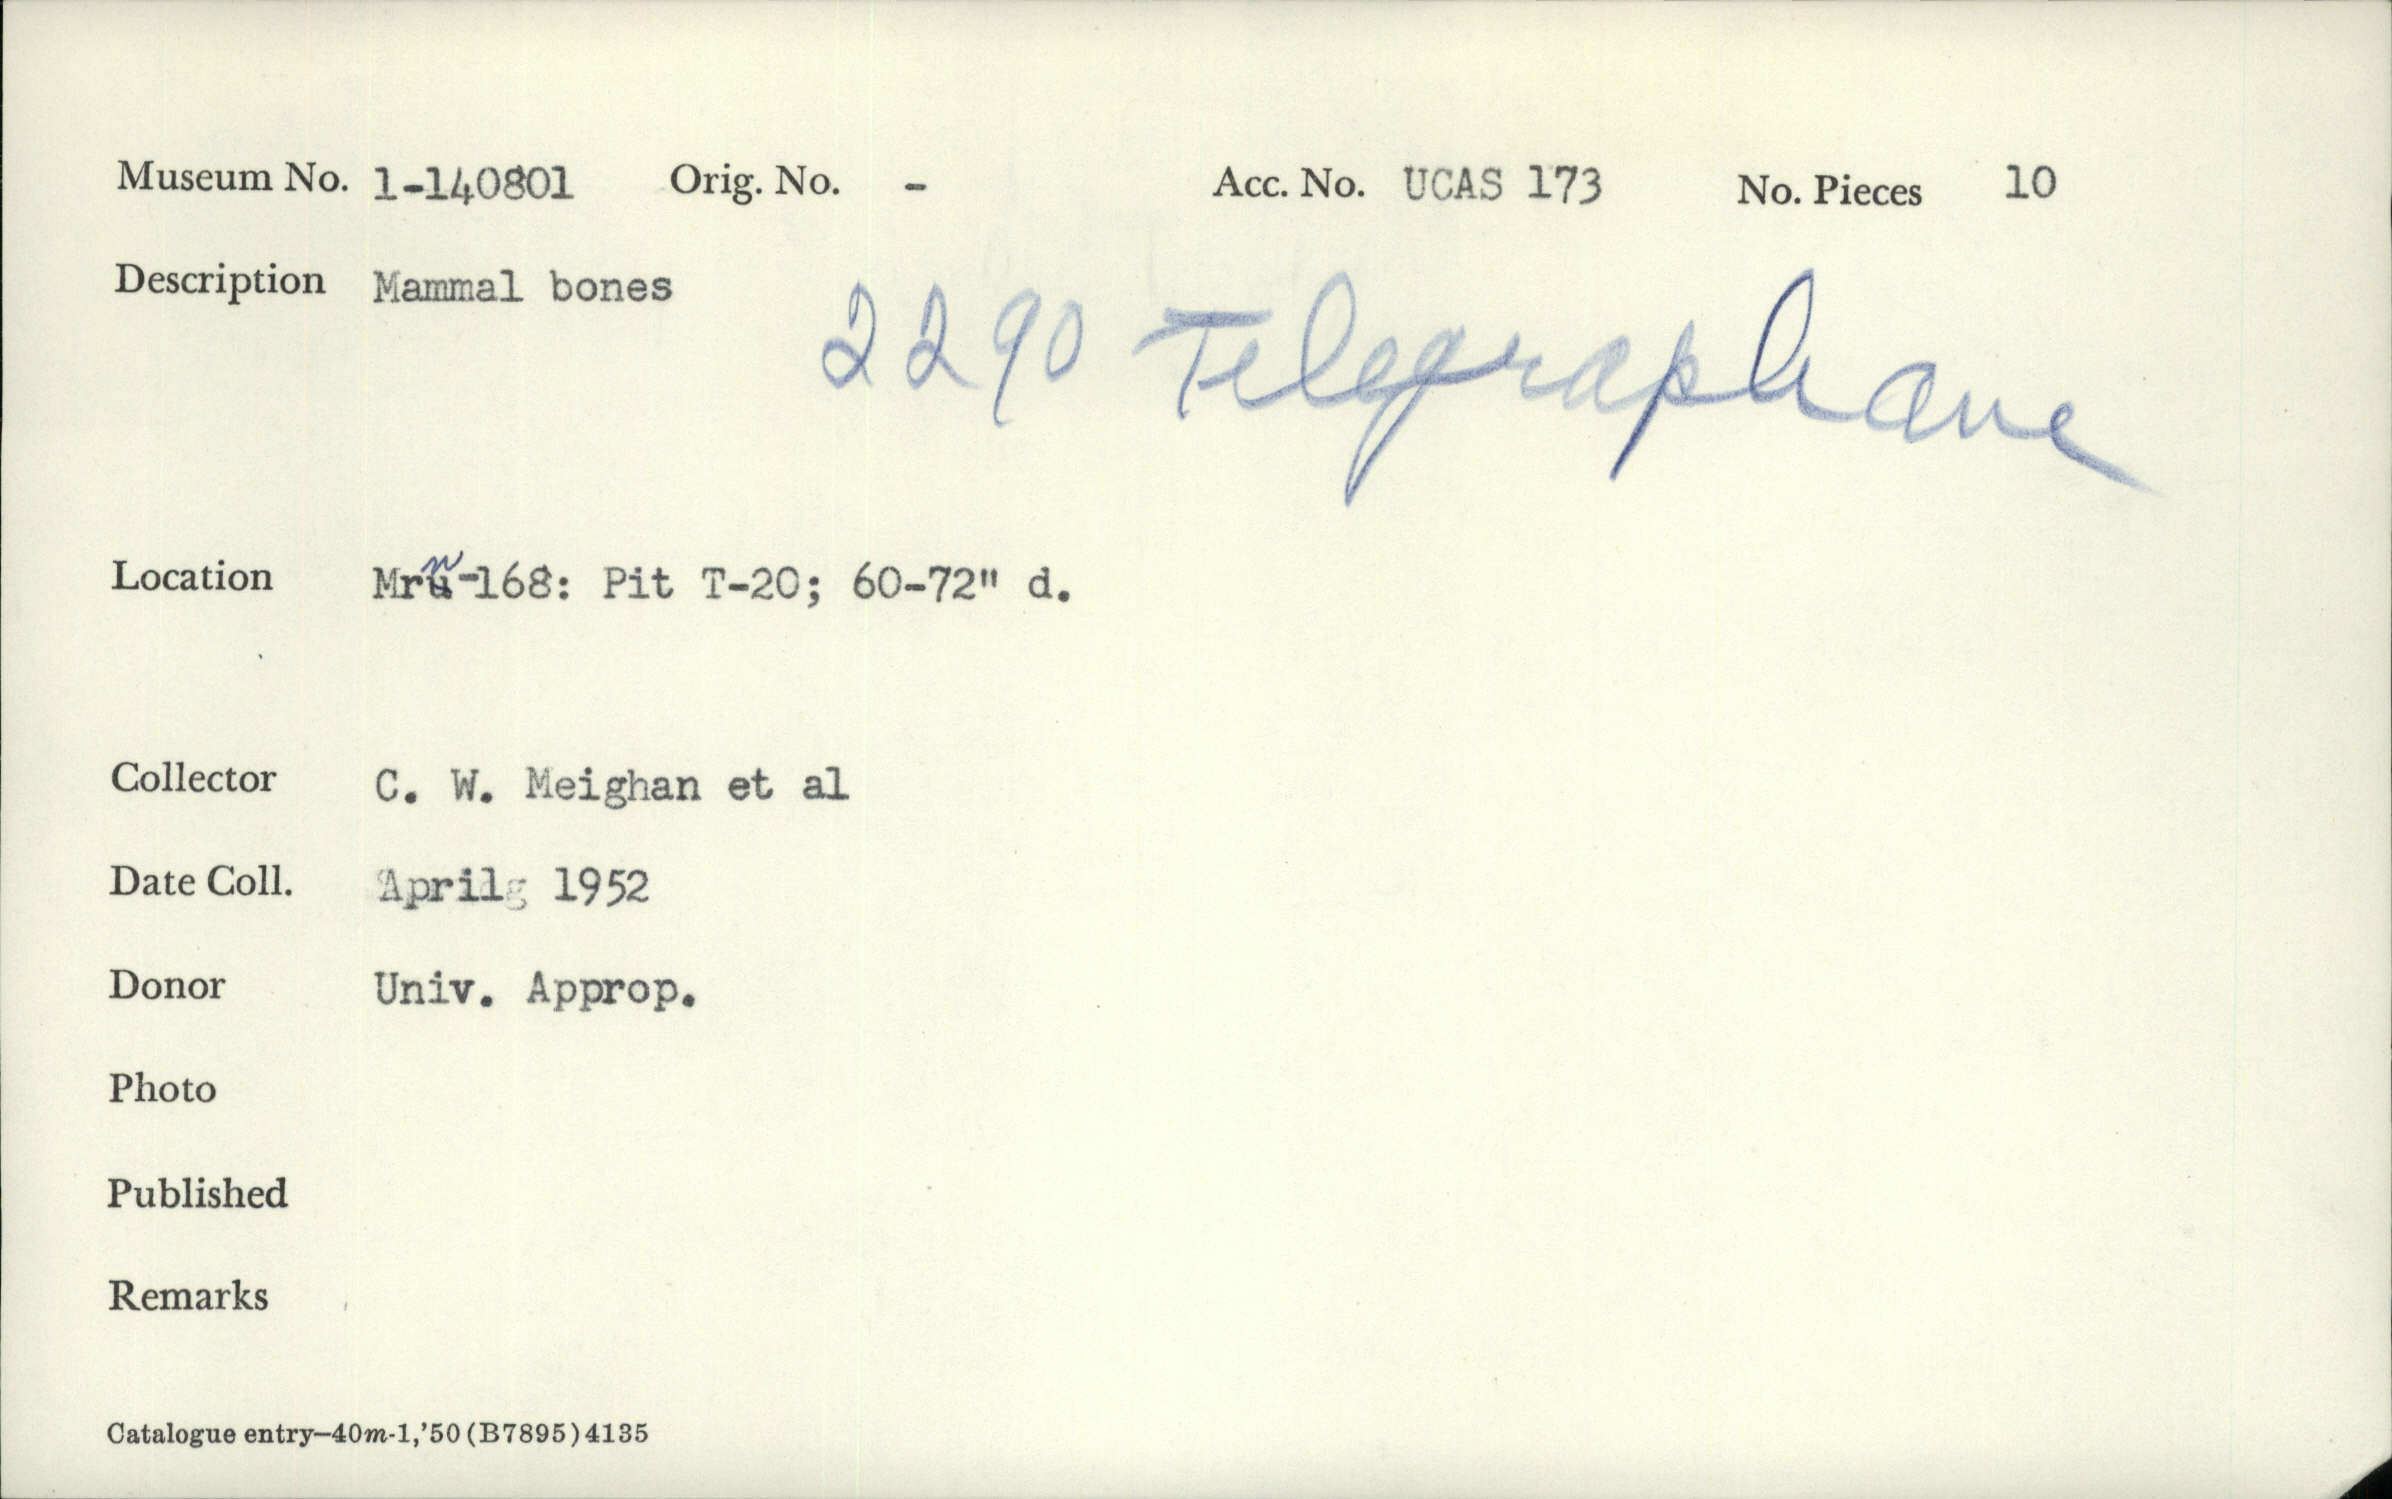 Museum No. 1-140801 Orig. No. - Acc. No. UCAS 173 No. Pieces 10
Description Mammal bones
2290 Telegraph ave
Location Mrn-168: Pit T-20; 60-72" d.
Collector C. W. Meighan et al
Date Coll. April 1952
Donor Univ. Approp.
Photo
Published
Remarks
Catalogue entry—40m-1,'50(B7895)4135